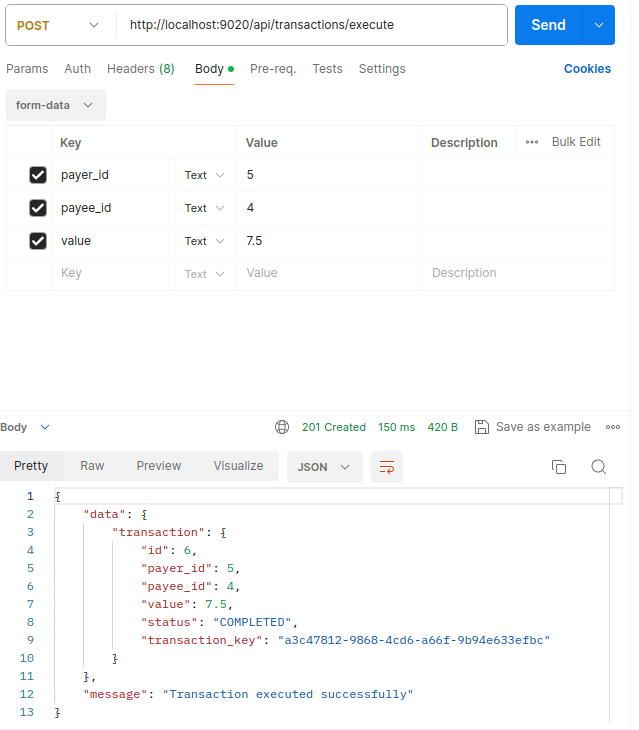 POST http://localhost:9020/api/transactions/execute Send
Params Auth Headers (8) Body Pre-req. Tests Settings Cookies
form-data
Key Value Description Bulk Edit
payer_id Text 5
payee_id Text 4
value Text 7.5
Key Text Value Description
Body 201 Created 150 ms 420 B Save as example
Pretty Raw Preview Visualize JSON
1 {
2 "data": {
3 "transaction": {
4 "id": 6,
5 "payer_id": 5,
6 "payee_id": 4,
7 "value": 7.5,
8 "status": "COMPLETED",
9 "transaction_key": "a3c47812-9868-4cd6-a66f-9b94e633efbc"
10 }
11 },
12 "message": "Transaction executed successfully"
13 }